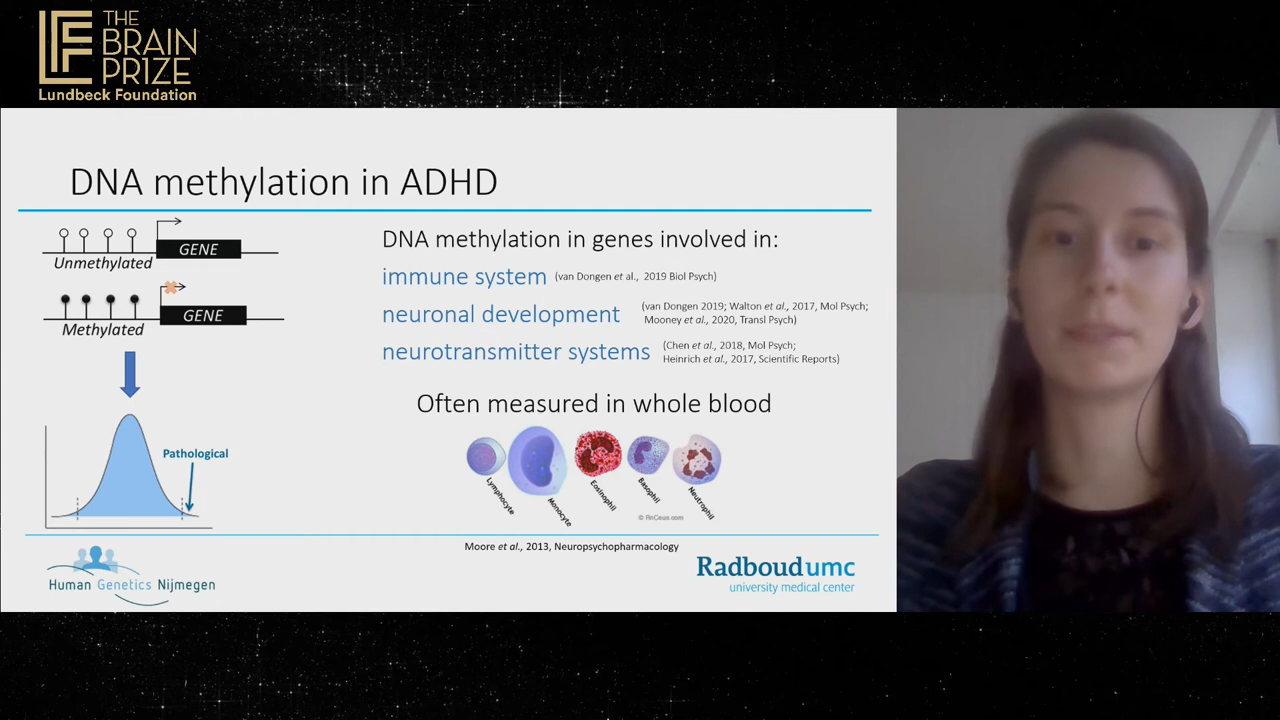 THE
BRAIN
PRIZE
Lundbeck Foundation
DNA methylation in ADHD
GENE
Unmethylated
GENE
Methylated
Pathological
DNA methylation in genes involved in:
immune system (van Dongen et al., 2019 Biol Psych)
neuronal development (van Dongen 2019; Walton et al., 2017, Mol Psych;
Mooney et al., 2020, Transl Psych)
neurotransmitter systems (Chen et al., 2018, Mol Psych;
Heinrich et al., 2017, Scientific Reports)
Often measured in whole blood
Lymphocyte
Monocyte
Eosinophil
Basophil
Neutrophil
© RnCeus.com
Moore et al., 2013, Neuropsychopharmacology
Human Genetics Nijmegen
Radboudumc
university medical center